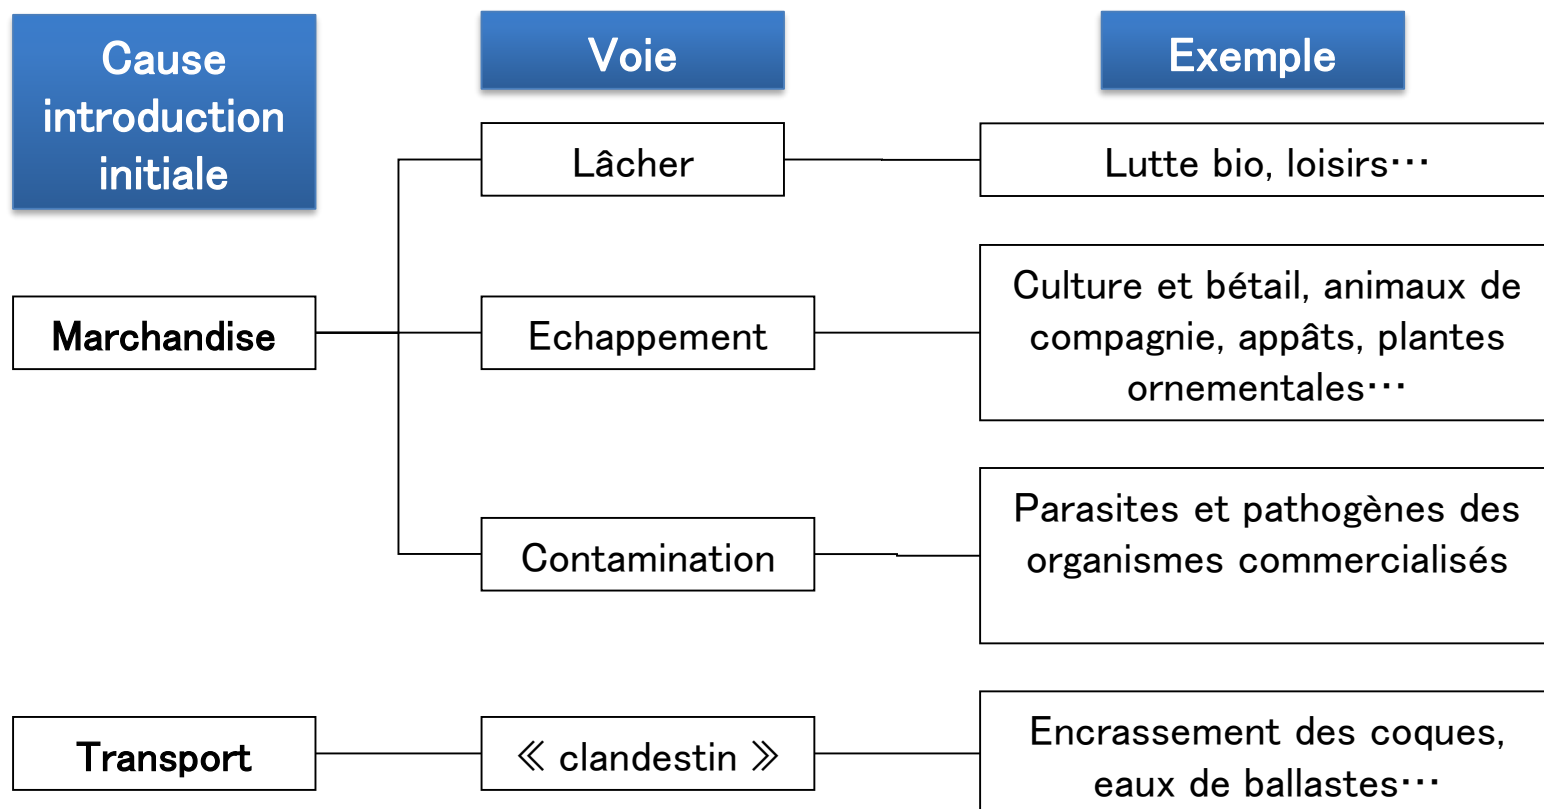 Cause
introduction
initiale
Voie
Exemple
Lâcher
Lutte bio, loisirs…
Marchandise
Echappement
Culture et bétail, animaux de
compagnie, appâts, plantes
ornementales…
Contamination
Parasites et pathogènes des
organismes commercialisés
Transport
« clandestin »
Encrassement des coques,
eaux de ballastes…